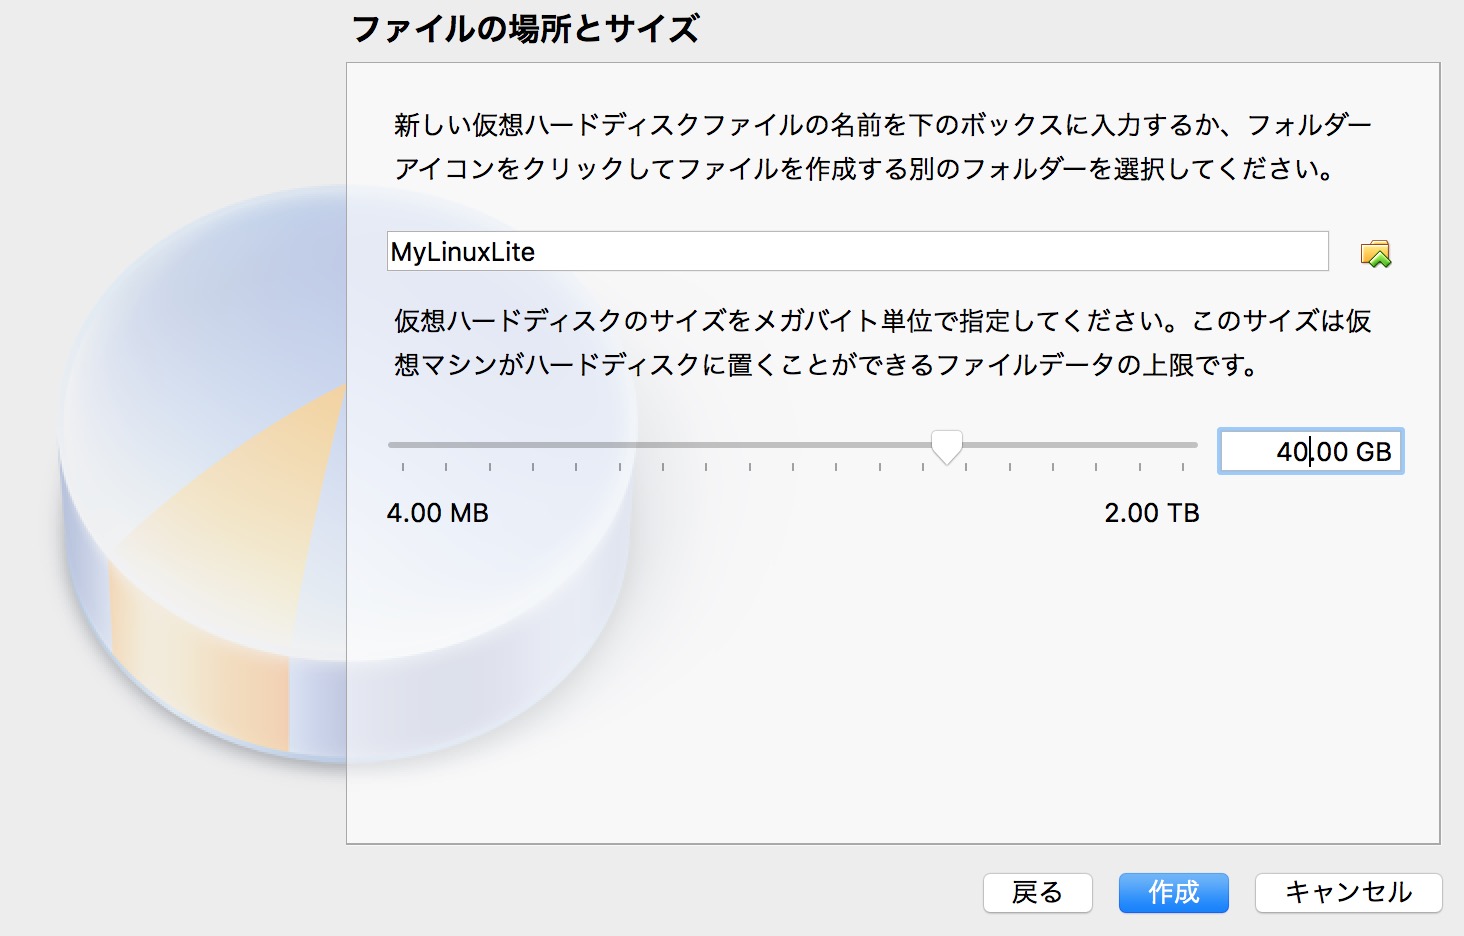 ファイルの場所とサイズ
新しい仮想ハードディスクファイルの名前を下のボックスに入力するか、フォルダー
アイコンをクリックしてファイルを作成する別のフォルダーを選択してください。
MyLinuxLite
仮想ハードディスクのサイズをメガバイト単位で指定してください。このサイズは仮
想マシンがハードディスクに置くことができるファイルデータの上限です。
40.00 GB
4.00 MB 2.00 TB
戻る 作成 キャンセル